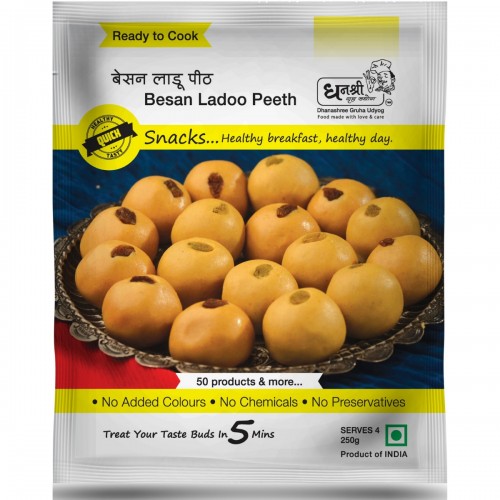 Ready to Cook
बेसन लाडू पीठ
Besan Ladoo Peeth
धनश्री
गृह उद्योग
Dhanashree Gruha Udyog
Food made with love & care
HEALTHY
QUICK
TASTY
Snacks... Healthy breakfast, healthy day.
50 products & more...
• No Added Colours • No Chemicals • No Preservatives
Treat Your Taste Buds In 5 Mins
SERVES 4
250g
Product of INDIA